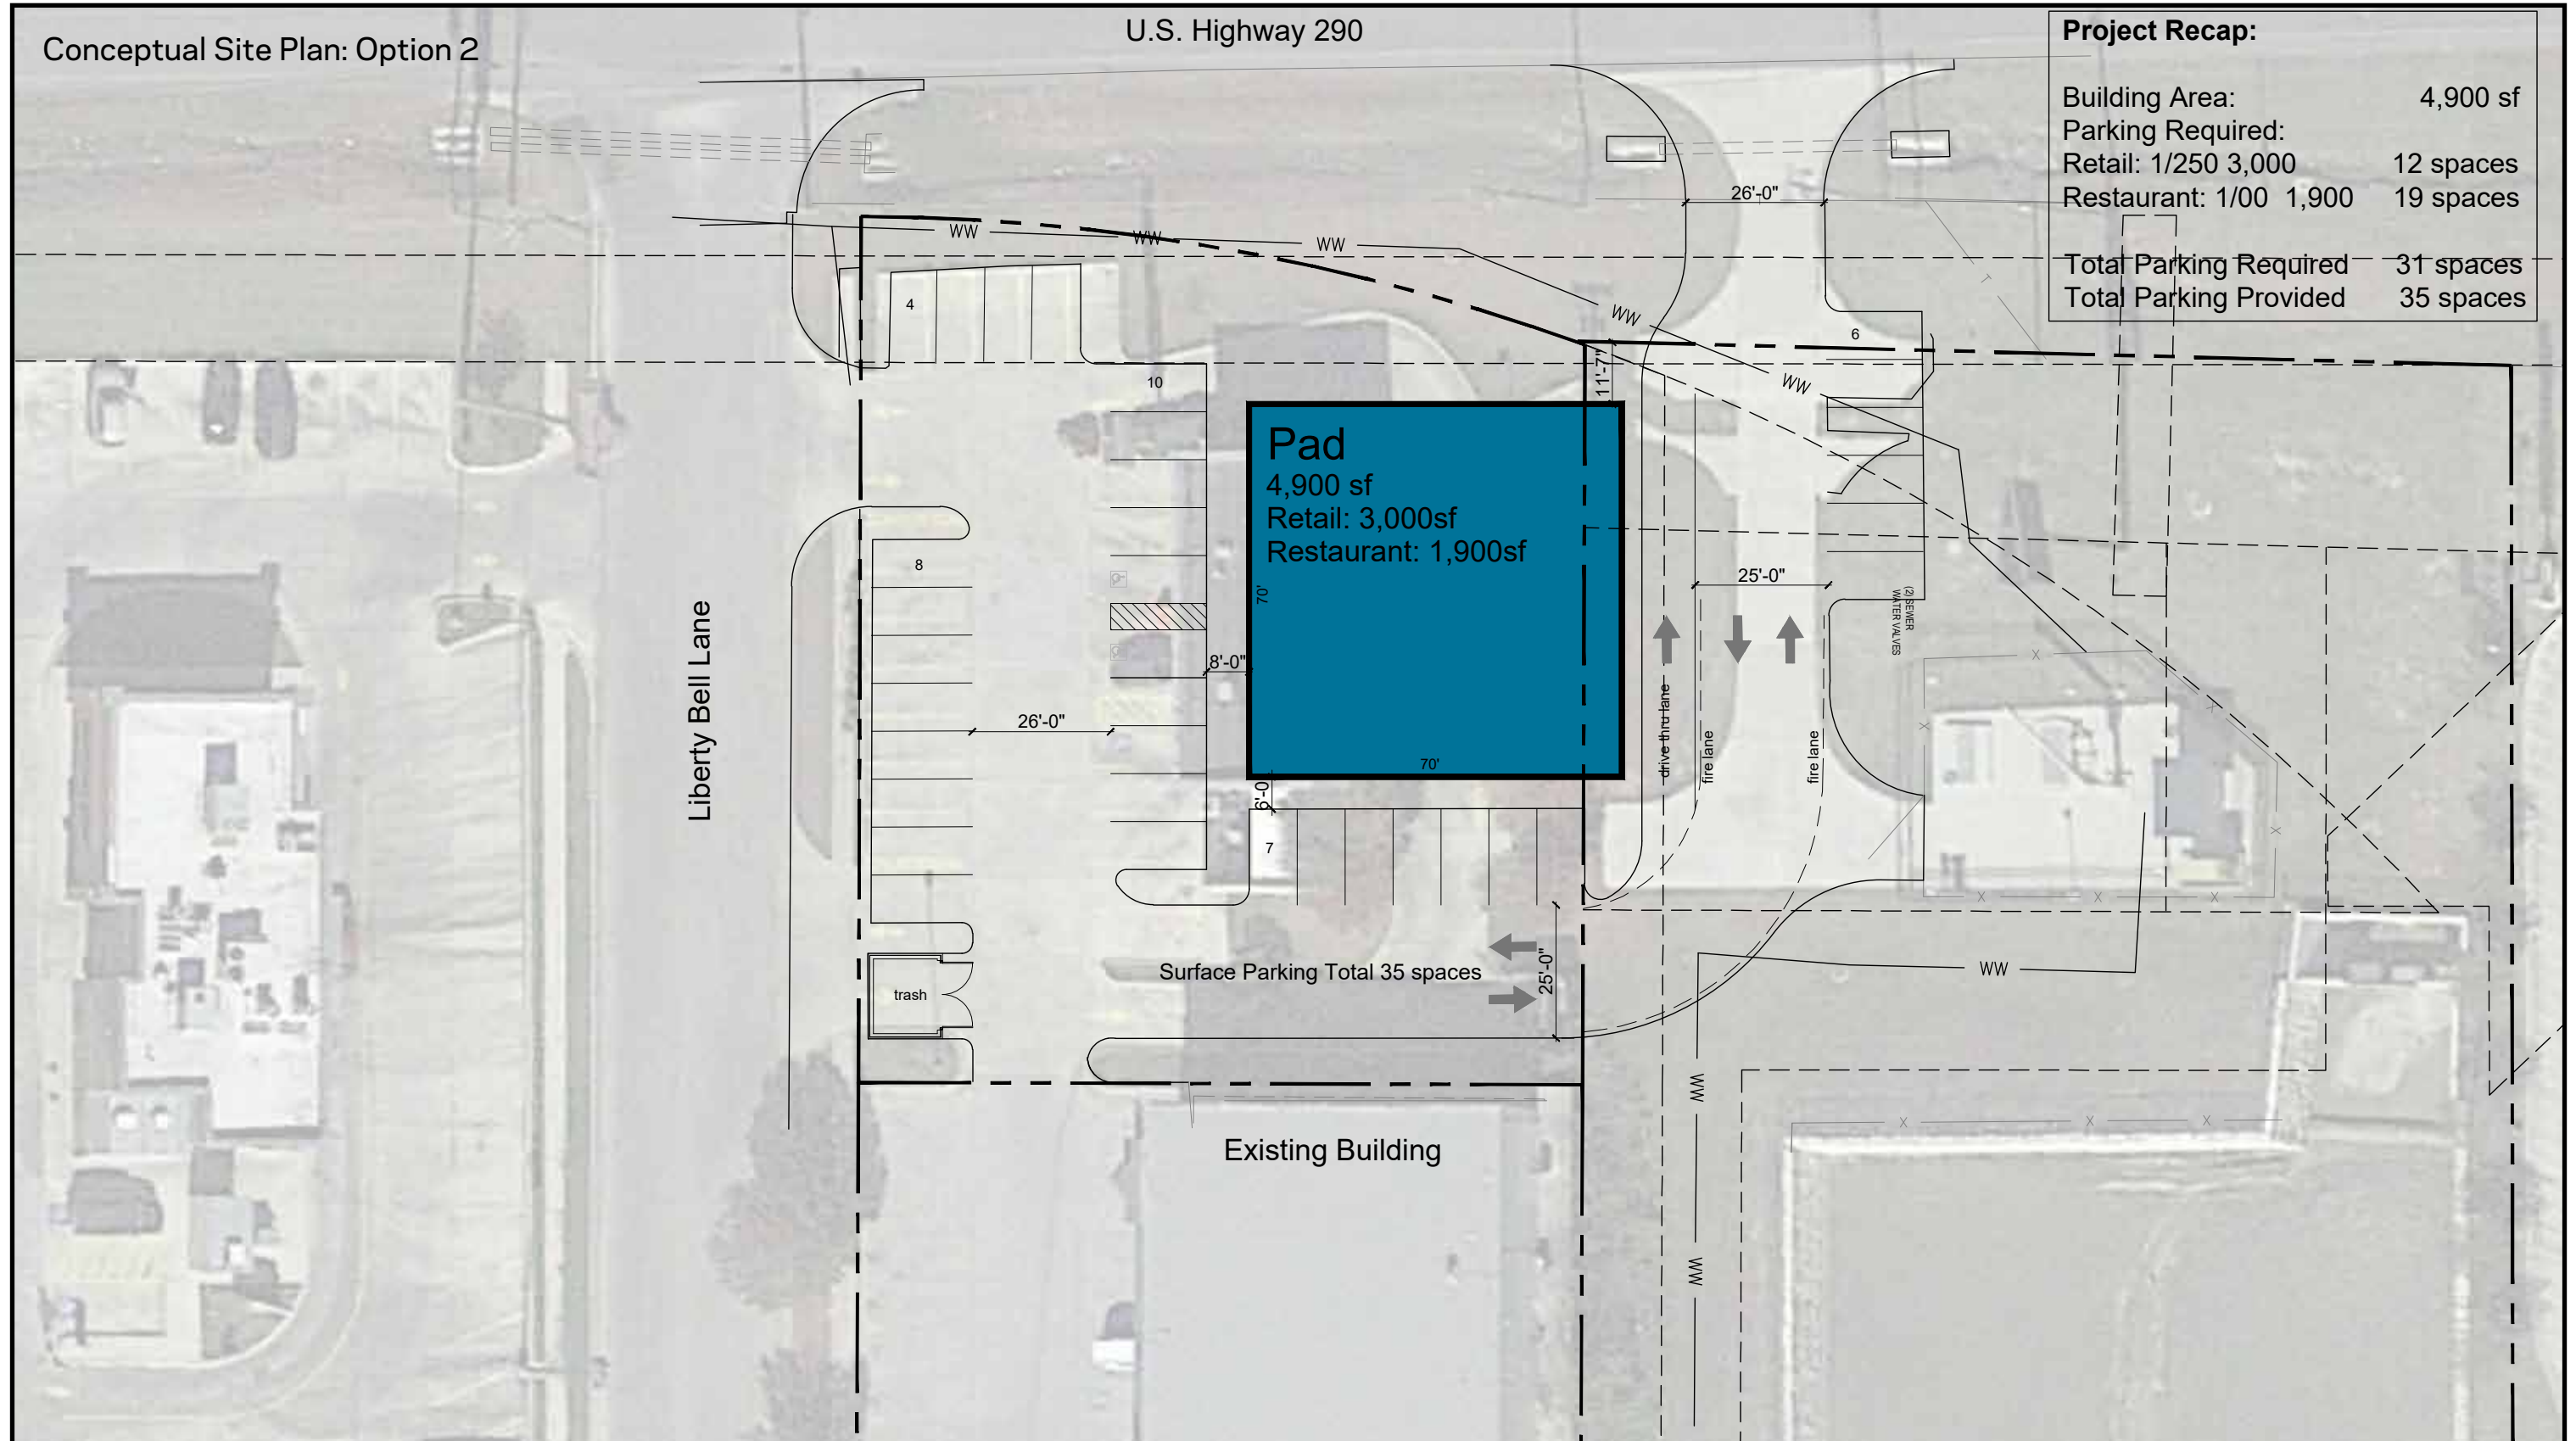 Conceptual Site Plan: Option 2
U.S. Highway 290
Project Recap:
Building Area: 4,900 sf
Parking Required:
Retail: 1/250 3,000 12 spaces
Restaurant: 1/00 1,900 19 spaces
Total Parking Required 31 spaces
Total Parking Provided 35 spaces
26'-0"
WW
WW
WW
WW
WW
T
4
6
10
11'-7"
Pad
4,900 sf
Retail: 3,000sf
Restaurant: 1,900sf
70'
70'
8
8'-0"
26'-0"
25'-0"
(2) SEWER
WATER VALVES
Liberty Bell Lane
drive thru lane
fire lane
fire lane
6'-0
7
X
X
X
X
X
X
X
Surface Parking Total 35 spaces
25'-0"
trash
WW
WW
WW
X
X
X
Existing Building